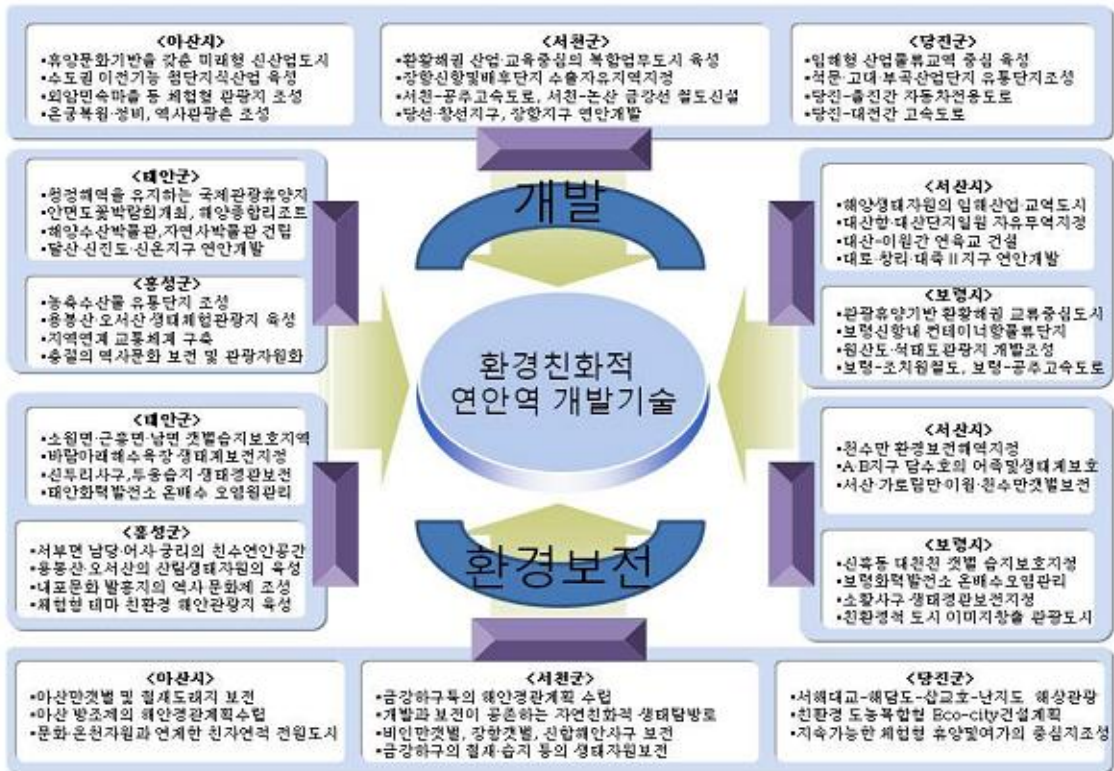 <아산시>
▪휴양문화기반을 갖춘 미래형 신산업도시
▪수도권 이전기능 첨단지식산업 육성
▪외암민속마을 등 체험형 관광지 조성
▪온궁복원·정비, 역사관광촌 조성
<서천군>
▪환황해권 산업·교육중심의 복합업무도시 육성
▪장항신항및배후단지 수출자유지역지정
▪서천-공주고속도로, 서천-논산 금강선 철도신설
▪당선·창선지구, 장항지구 연안개발
<당진군>
▪임해형 산업물류교역 중심 육성
▪석문·고대·부곡산업단지 유통단지조성
▪당진-울진간 자동차전용도로
▪당진-대전간 고속도로
<태안군>
▪청정해역을 유지하는 국제관광휴양지
▪안면도꽃박람회개최, 해양종합리조트
▪해양수산박물관,자연사박물관 건립
▪달산·신진도·신온지구 연안개발
<홍성군>
▪농축수산물 유통단지 조성
▪용봉산·오서산 생태체험관광지 육성
▪지역연계 교통체계 구축
▪충절의 역사문화 보전 및 관광자원화
개발
<서산시>
▪해양생태자원의 임해산업·교역도시
▪대산항·대산단지일원 자유무역지정
▪대산-이원간 연육교 건설
▪대로·창리·대죽Ⅱ지구 연안개발
<보령시>
▪관광휴양기반 환황해권 교류중심도시
▪보령신항내 컨테이너항물류단지
▪원산도·석태도관광지 개발조성
▪보령-조치원철도, 보령-공주고속도로
환경친화적
연안역 개발기술
<태안군>
▪소원면·근흥면·남면 갯벌습지보호지역
▪바람아래해수욕장 생태계보전지정
▪신두리사구,두웅습지 생태경관보전
▪태안화력발전소 온배수 오염원관리
<홍성군>
▪서부면 남당·어사·궁리의 친수연안공간
▪용봉산·오서산의 산림생태자원의 육성
▪내포문화 발흥지의 역사 문화제 조성
▪체험형 테마 친환경 해안관광지 육성
환경보전
<서산시>
▪천수만 환경보전해역지정
▪A·B지구 담수호의 어족및생태계보호
▪서산·가로림만·이원·천수만갯벌보전
<보령시>
▪신흑동 대천천 갯벌 습지보호지정
▪보령화력발전소 온배수오염관리
▪소황사구 생태경관보전지정
▪친환경적 도시 이미지창출 관광도시
<아산시>
▪아산만갯벌 및 철새도래지 보전
▪아산 방조제의 해안경관계획수립
▪문화·온천자원과 연계한 친자연적 전원도시
<서천군>
▪금강하구둑의 해안경관계획 수립
▪개발과 보전이 공존하는 자연친화적 생태탐방로
▪비인만갯벌, 장항갯벌, 신합해안사구 보전
▪금강하구의 철새·습지 등의 생태자원보전
<당진군>
▪서해대교-해담도-삽교호-난지도 해상관광
▪친환경 도농복합형 Eco-city건설계획
▪지속가능한 체험형 휴양및여가의 중심지조성